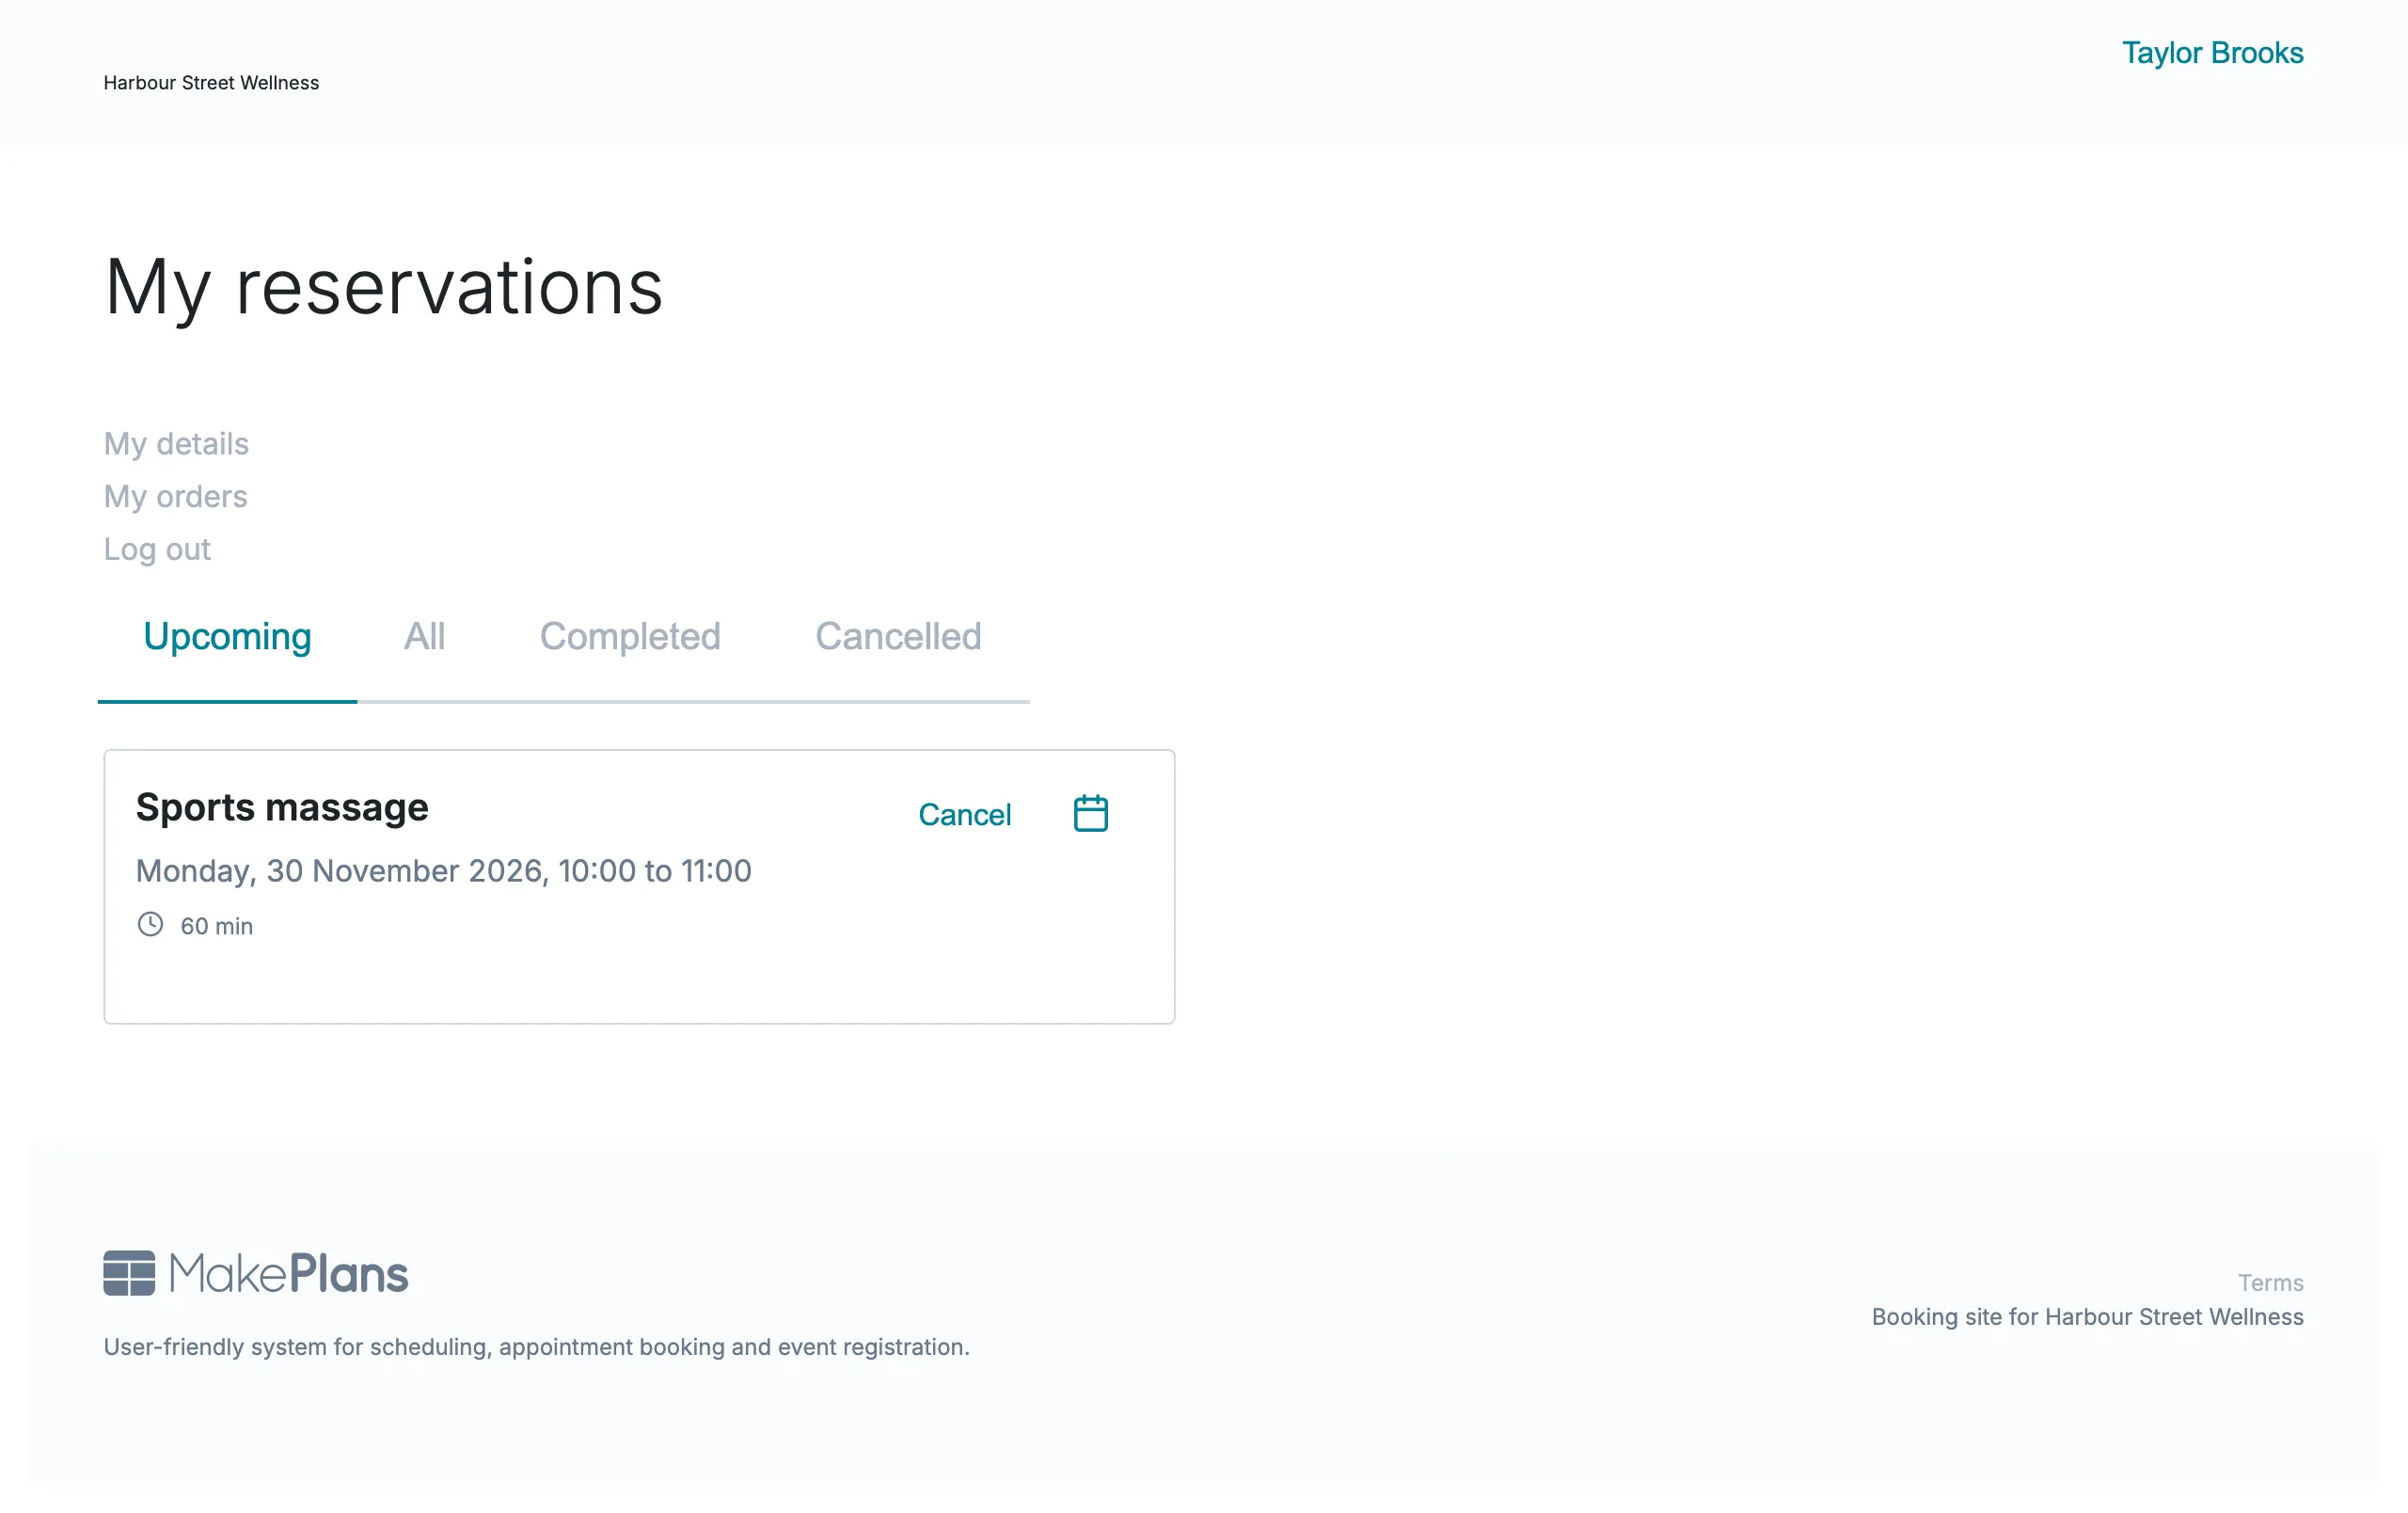 Harbour Street Wellness
Taylor Brooks
My reservations
My details
My orders
Log out
Upcoming All Completed Cancelled
Sports massage
Cancel
Monday, 30 November 2026, 10:00 to 11:00
60 min
MakePlans
User-friendly system for scheduling, appointment booking and event registration.
Terms
Booking site for Harbour Street Wellness